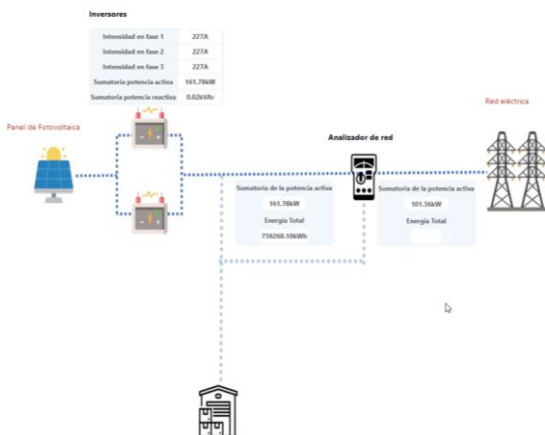 Inversores
Intensidad en fase 1 227A
Intensidad en fase 2 227A
Intensidad en fase 3 227A
Sumatoria potencia activa 161.78kW
Sumatoria potencia reactiva 0.02kVAr
Panel de Fotovoltaica
Red eléctrica
Analizador de red
Sumatoria de la potencia activa
161.78kW
Energía Total
759260.10kWh
Sumatoria de la potencia activa
101.56kW
Energía Total